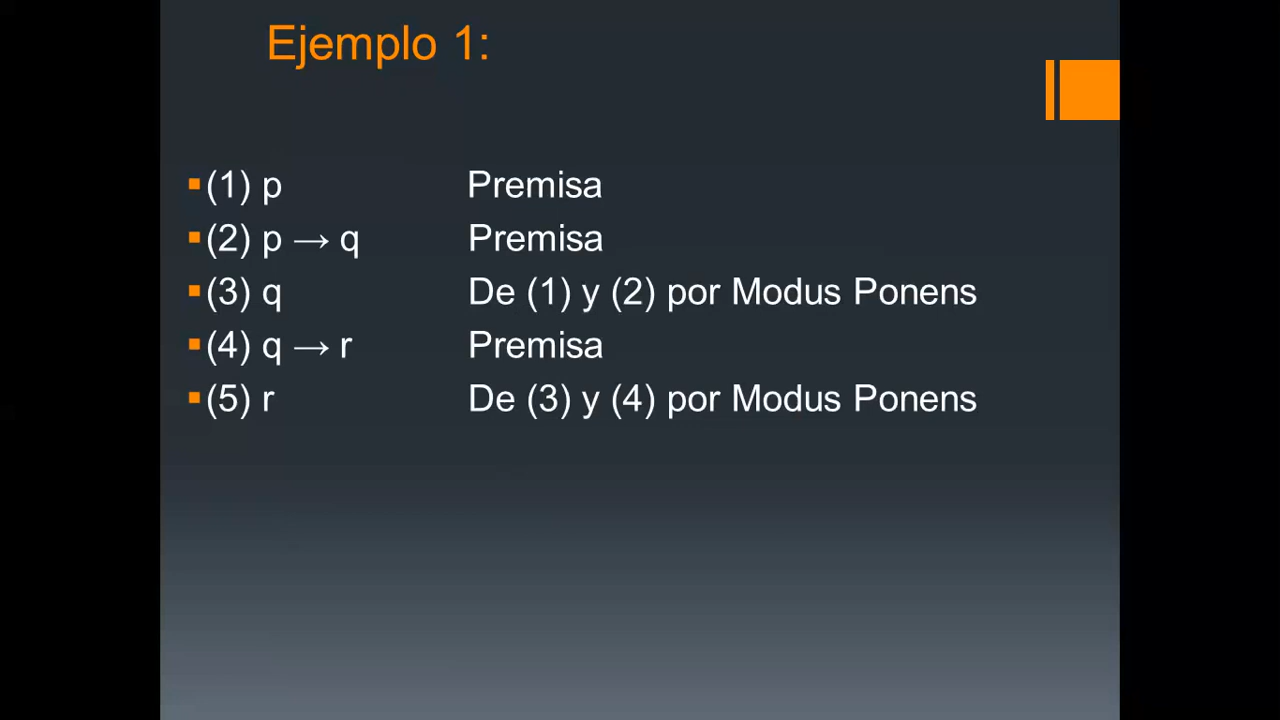 Ejemplo 1:
(1) p Premisa
(2) p → q Premisa
(3) q De (1) y (2) por Modus Ponens
(4) q → r Premisa
(5) r De (3) y (4) por Modus Ponens